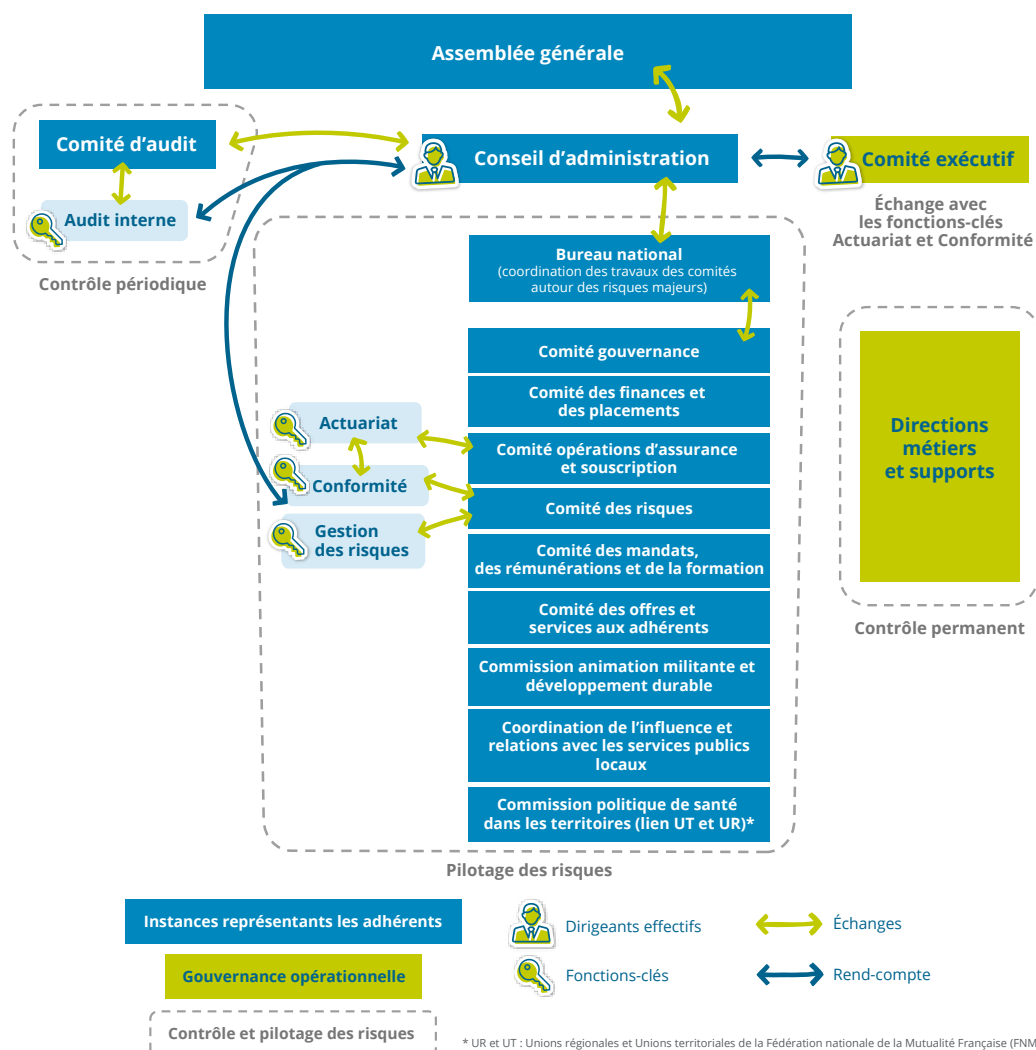 Assemblée générale
Comité d'audit
Conseil d'administration
Comité exécutif
Audit interne
Échange avec
les fonctions-clés
Actuariat et Conformité
Contrôle périodique
Bureau national
(coordination des travaux des comités
autour des risques majeurs)
Comité gouvernance
Comité des finances et
des placements
Actuariat
Comité opérations d'assurance
et souscription
Conformité
Comité des risques
Gestion
des risques
Comité des mandats,
des rémunérations et de la formation
Comité des offres et
services aux adhérents
Commission animation militante et
développement durable
Coordination de l'influence et
relations avec les services publics
locaux
Commission politique de santé
dans les territoires (lien UT et UR)*
Directions
métiers
et supports
Contrôle permanent
Pilotage des risques
Instances représentants les adhérents
Dirigeants effectifs
Échanges
Gouvernance opérationnelle
Fonctions-clés
Rend-compte
Contrôle et pilotage des risques
* UR et UT : Unions régionales et Unions territoriales de la Fédération nationale de la Mutualité Française (FNM